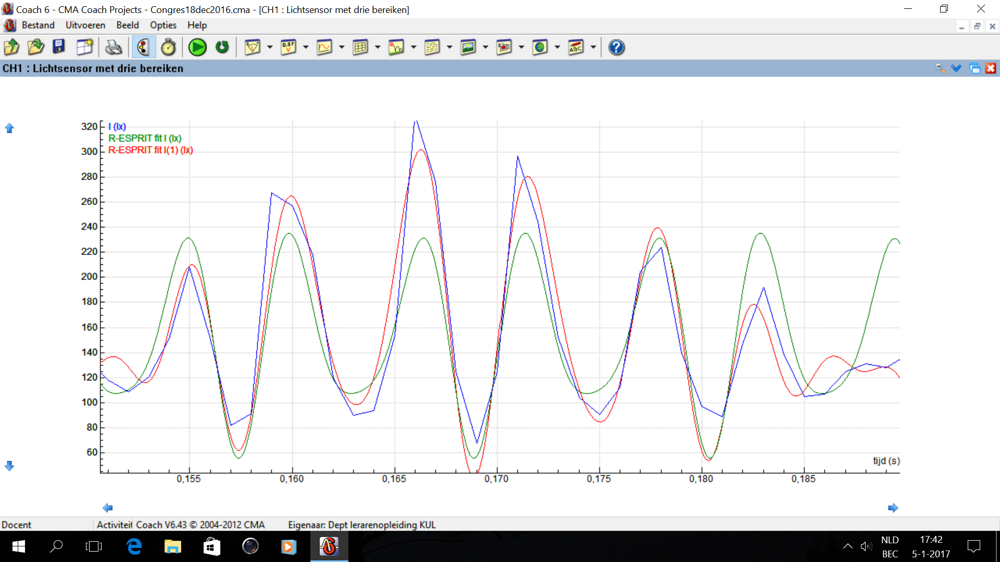 Coach 6 - CMA Coach Projects - Congres18dec2016.cma - [CH1 : Lichtsensor met drie bereiken]
Bestand Uitvoeren Beeld Opties Help
0.37
V
ABC
CH1 : Lichtsensor met drie bereiken
I (lx)
R-ESPRIT fit I (lx)
R-ESPRIT fit I(1) (lx)
320
300
280
260
240
220
200
180
160
140
120
100
80
60
tijd (s)
0,155 0,160 0,165 0,170 0,175 0,180 0,185
Docent Activiteit Coach V6.43 © 2004-2012 CMA Eigenaar: Dept lerarenopleiding KUL
NLD 17:42
BEC 5-1-2017